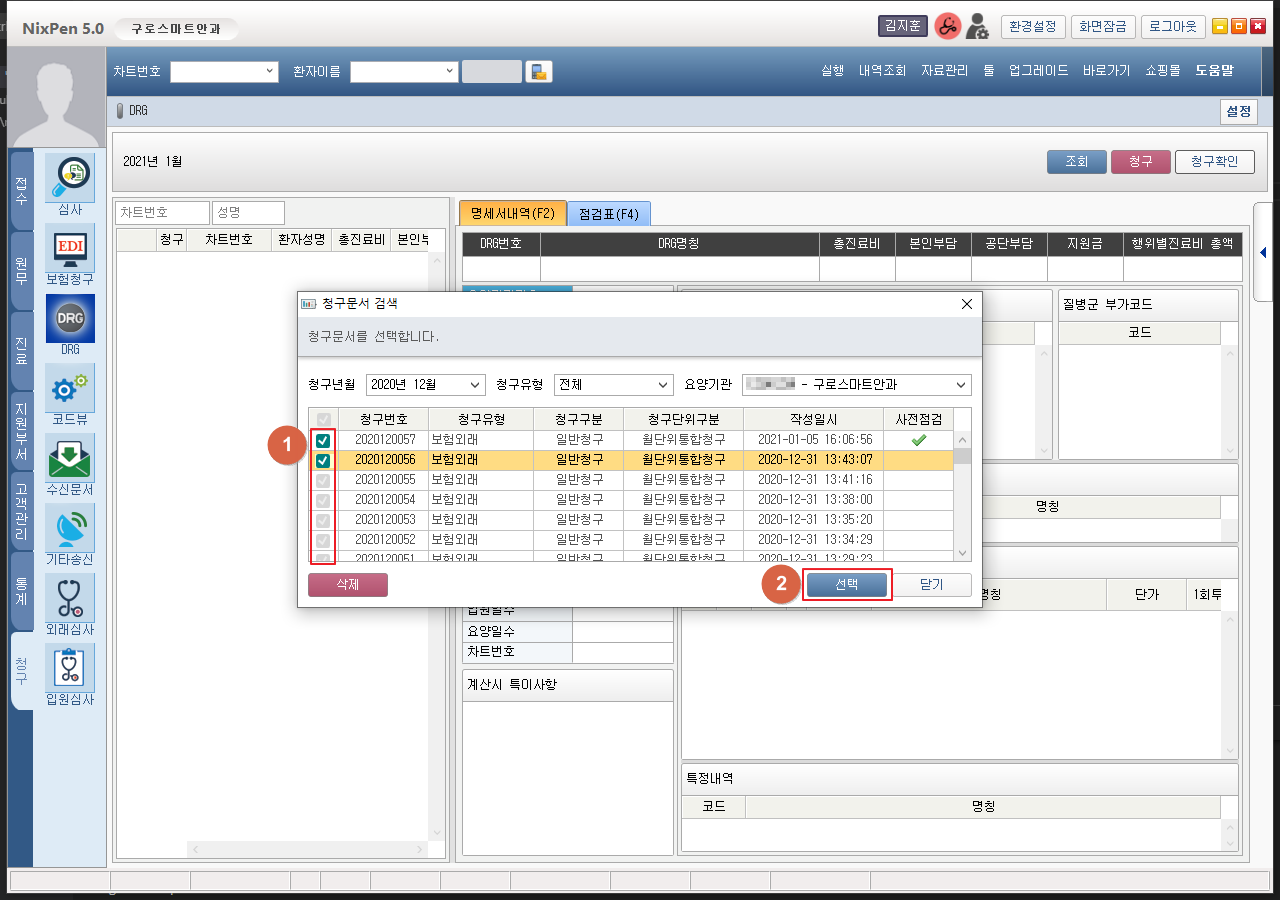 NixPen 5.0 구로스마트안과 김지훈 환경설정 화면잠금 로그아웃
차트번호 환자이름 실행 내역조회 자료관리 툴 업그레이드 바로가기 쇼핑몰 도움말
DRG 설정
2021년 1월 조회 청구 청구확인
접수
원무
진료
지원부서
고객관리
통계
청구
심사
EDI
보험청구
DRG
DRG
코드뷰
수신문서
기타송신
외래심사
입원심사
차트번호 성명
청구 차트번호 환자성명 총진료비 본인부
명세서내역(F2) 점검표(F4)
DRG번호 DRG명칭 총진료비 본인부담 공단부담 지원금 행위별진료비 총액
질병군 부가코드
코드
명칭
명칭 단가 1회투
청구문서 검색
청구문서를 선택합니다.
청구년월 2020년 12월 청구유형 전체 요양기관 - 구로스마트안과
청구번호 청구유형 청구구분 청구단위구분 작성일시 사전점검
1
2020120057 보험외래 일반청구 월단위통합청구 2021-01-05 16:06:56
2020120056 보험외래 일반청구 월단위통합청구 2020-12-31 13:43:07
2020120055 보험외래 일반청구 월단위통합청구 2020-12-31 13:41:16
2020120054 보험외래 일반청구 월단위통합청구 2020-12-31 13:38:00
2020120053 보험외래 일반청구 월단위통합청구 2020-12-31 13:35:20
2020120052 보험외래 일반청구 월단위통합청구 2020-12-31 13:34:29
2020120051 보험외래 일반청구 월단위통합청구 2020-12-31 13:29:23
삭제 2 선택 닫기
입원일수
요양일수
차트번호
계산시 특이사항
특정내역
코드 명칭